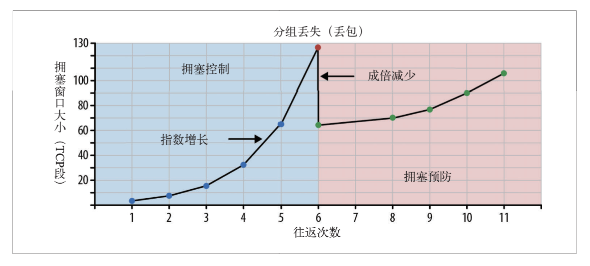 分组丢失（丢包）
130
100
80
60
40
20
拥塞窗口大小（TCP段）
拥塞控制
指数增长
成倍减少
拥塞预防
1 2 3 4 5 6 7 8 9 10 11
往返次数